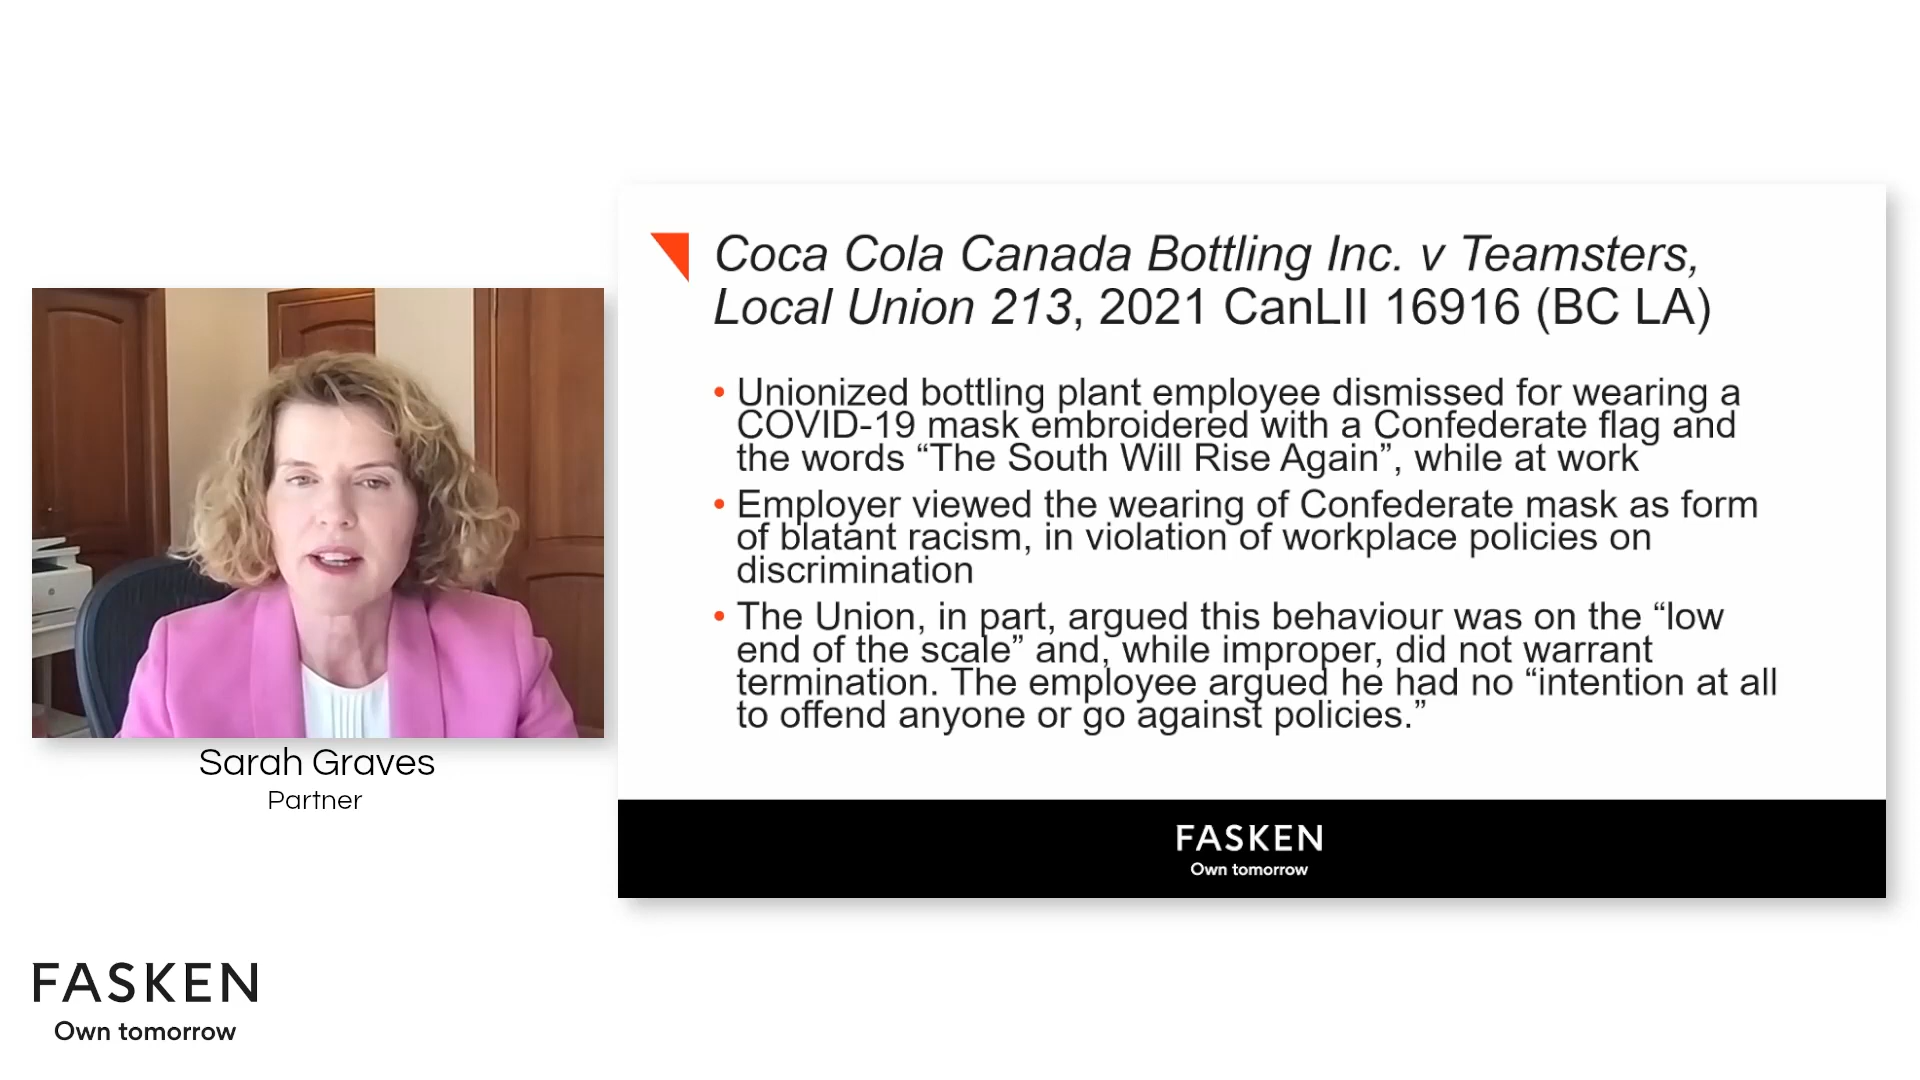 Coca Cola Canada Bottling Inc. v Teamsters,
Local Union 213, 2021 CanLII 16916 (BC LA)
• Unionized bottling plant employee dismissed for wearing a
COVID-19 mask embroidered with a Confederate flag and
the words “The South Will Rise Again”, while at work
• Employer viewed the wearing of Confederate mask as form
of blatant racism, in violation of workplace policies on
discrimination
• The Union, in part, argued this behaviour was on the “low
end of the scale” and, while improper, did not warrant
termination. The employee argued he had no “intention at all
to offend anyone or go against policies.”
FASKEN
Own tomorrow
Sarah Graves
Partner
FASKEN
Own tomorrow